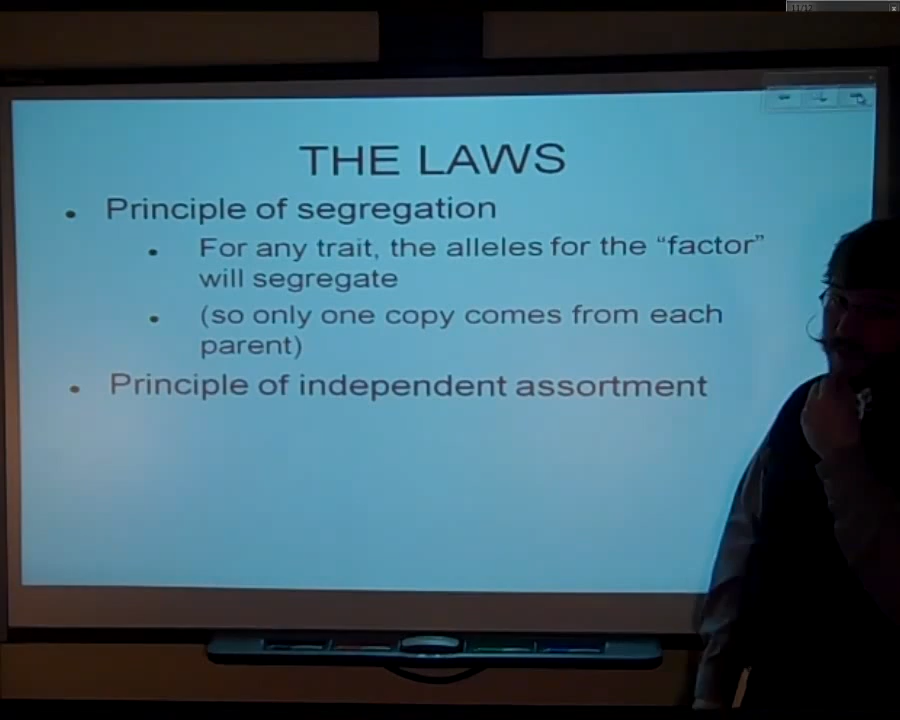 THE LAWS
Principle of segregation
For any trait, the alleles for the “factor”
will segregate
(so only one copy comes from each
parent)
Principle of independent assortment